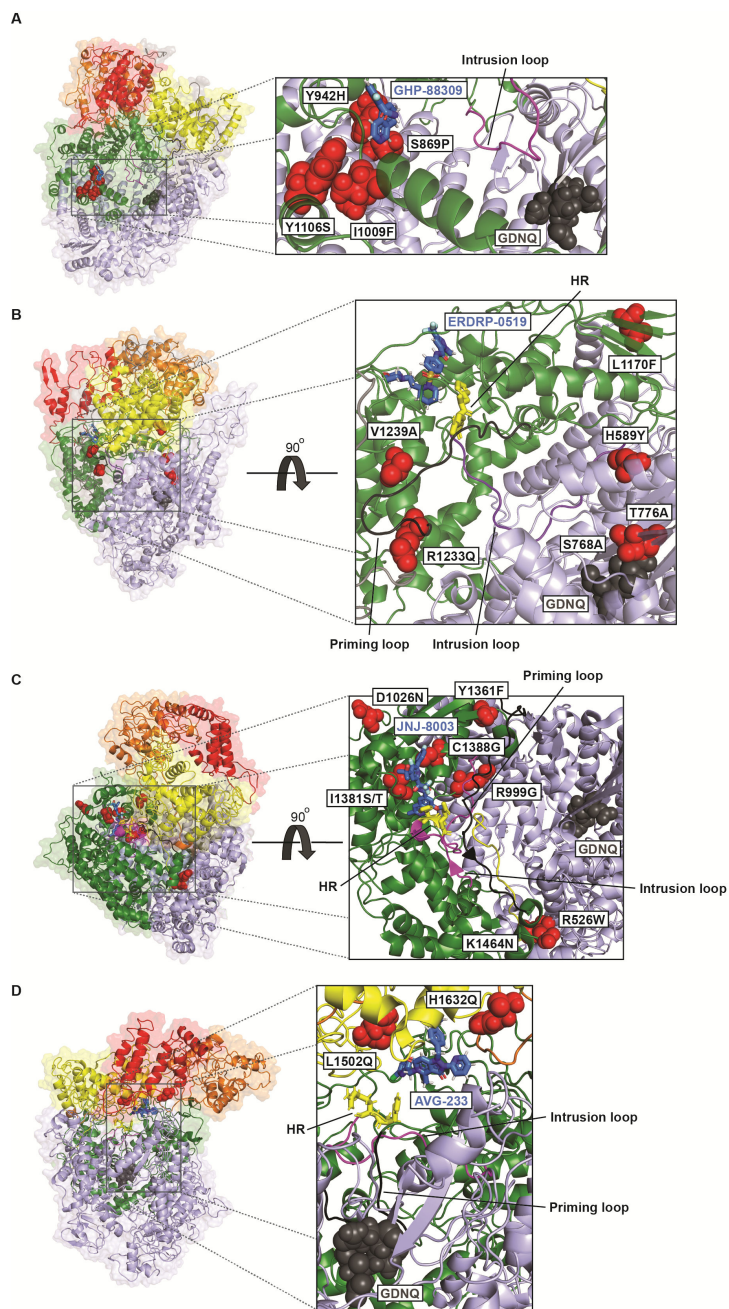 A
Intrusion loop
Y942H
GHP-88309
S869P
Y1106S
I1009F
GDNQ
B
HR
ERDRP-0519
L1170F
V1239A
H589Y
90°
T776A
S768A
R1233Q
GDNQ
Priming loop
Intrusion loop
C
Priming loop
D1026N
Y1361F
JNJ-8003
C1388G
I1381S/T
R999G
90°
GDNQ
HR
Intrusion loop
R526W
K1464N
D
H1632Q
L1502Q
AVG-233
HR
Intrusion loop
Priming loop
GDNQ